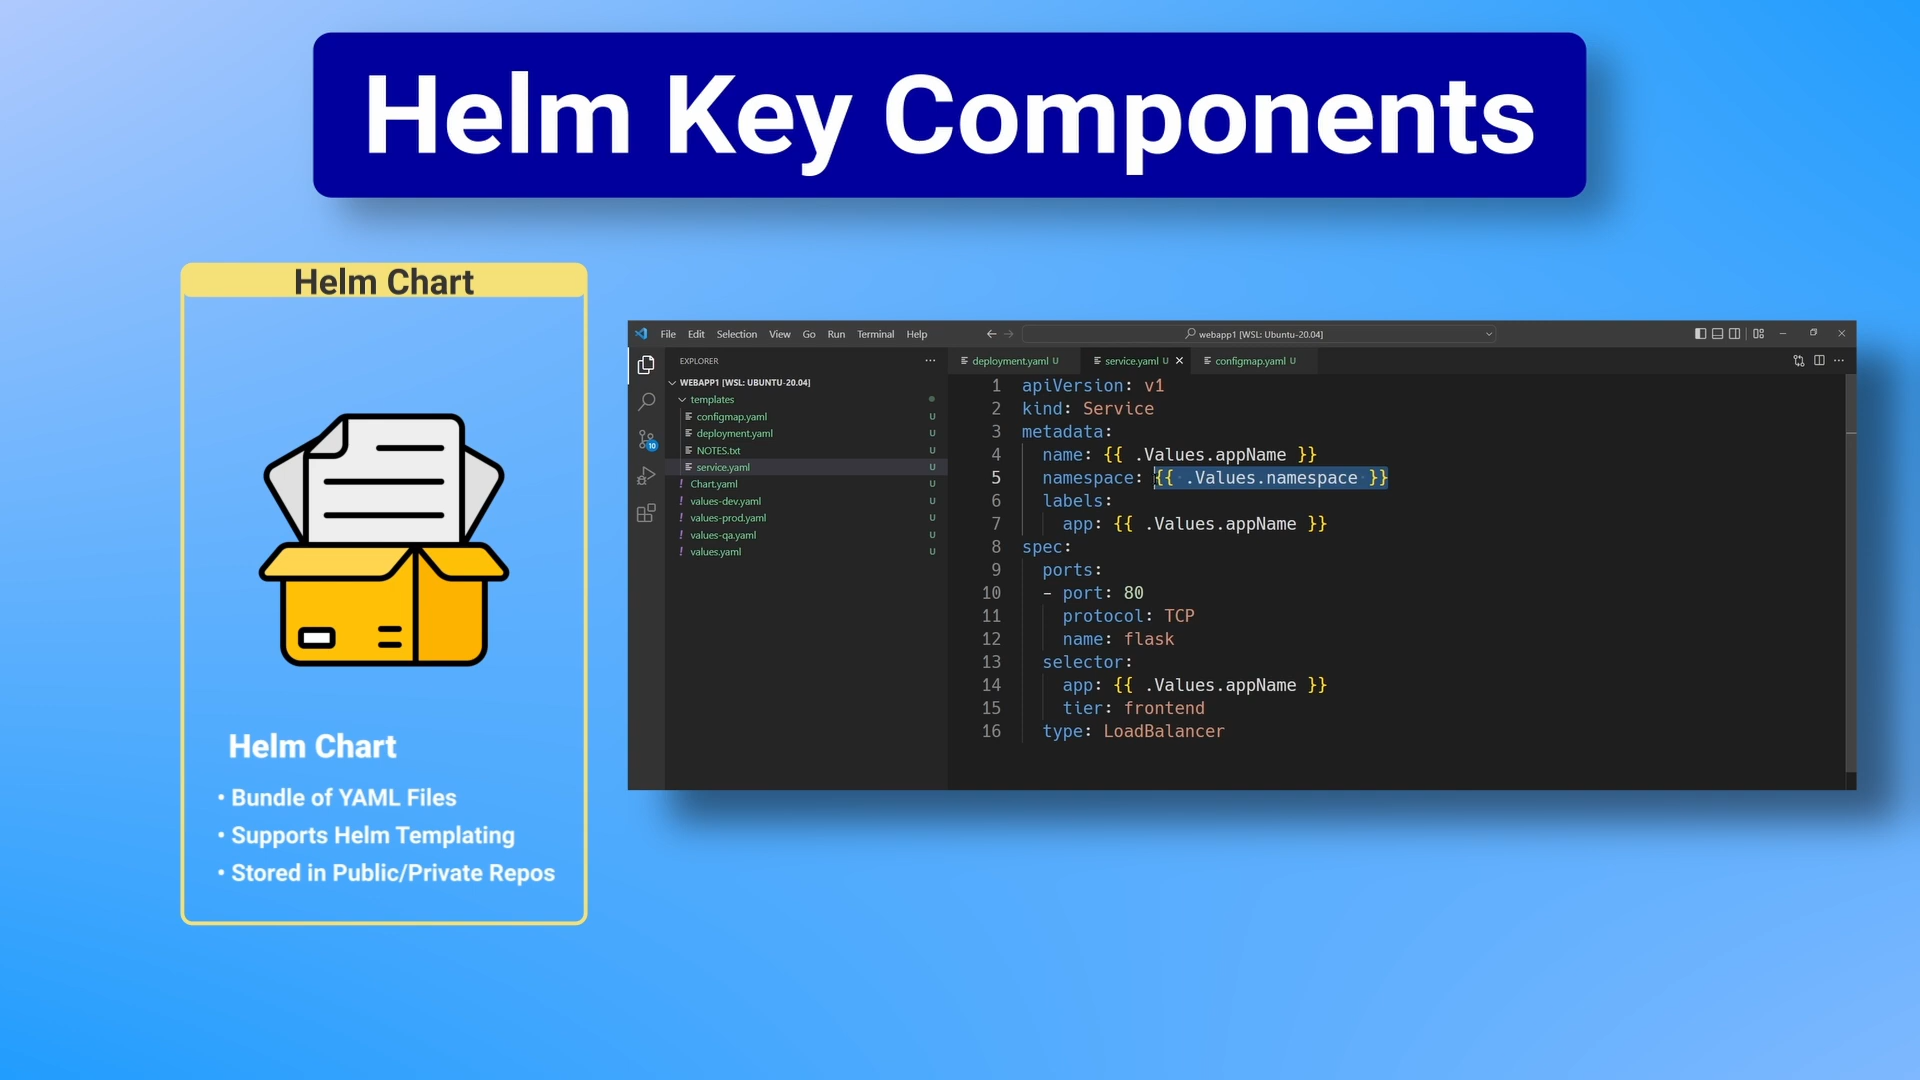 Helm Key Components
Helm Chart
Helm Chart
• Bundle of YAML Files
• Supports Helm Templating
• Stored in Public/Private Repos
File Edit Selection View Go Run Terminal Help
webapp1 [WSL: Ubuntu-20.04]
EXPLORER
WEBAPP1 [WSL: UBUNTU-20.04]
templates
configmap.yaml U
deployment.yaml U
NOTES.txt U
service.yaml U
Chart.yaml U
values-dev.yaml U
values-prod.yaml U
values-qa.yaml U
values.yaml U
10
deployment.yaml U service.yaml U configmap.yaml U
1 apiVersion: v1
2 kind: Service
3 metadata:
4 name: {{ .Values.appName }}
5 namespace: {{ .Values.namespace }}
6 labels:
7 app: {{ .Values.appName }}
8 spec:
9 ports:
10 - port: 80
11 protocol: TCP
12 name: flask
13 selector:
14 app: {{ .Values.appName }}
15 tier: frontend
16 type: LoadBalancer